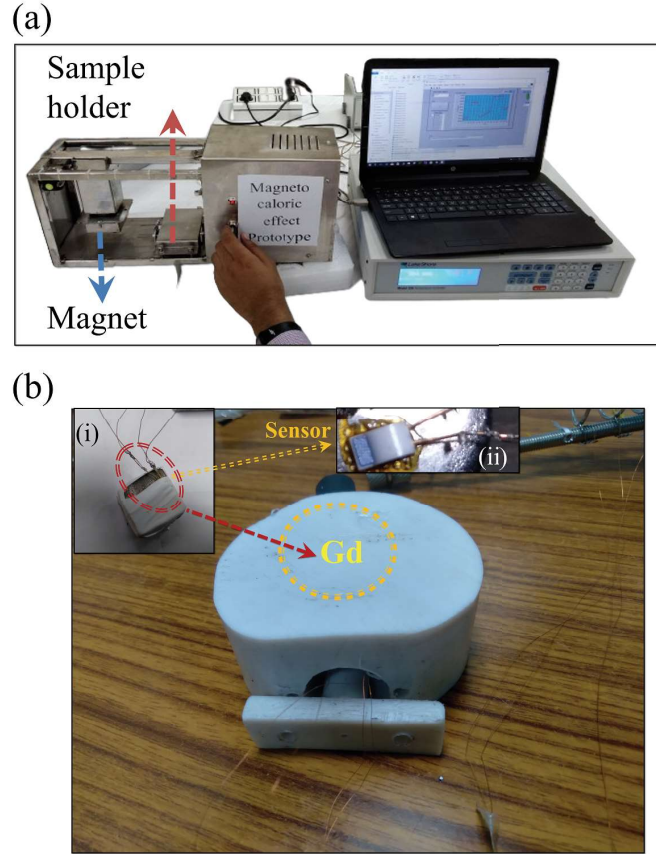 (a)
Sample
holder
Magneto
caloric
effect
Prototype
Magnet
(b)
(i)
Sensor
(ii)
Gd